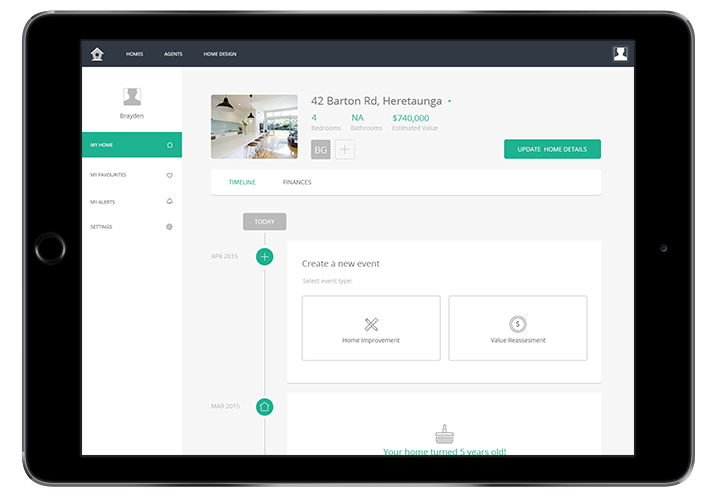 HOMES AGENTS HOME DESIGN
Brayden
MY HOME
MY FAVOURITES
MY ALERTS
SETTINGS
42 Barton Rd, Heretaunga
4 NA $740,000
Bedrooms Bathrooms Estimated Value
BG
UPDATE HOME DETAILS
TIMELINE FINANCES
TODAY
APR 2015
Create a new event
Select event type:
$
Home Improvement Value Reassesment
MAR 2015
Your home turned 5 years old!